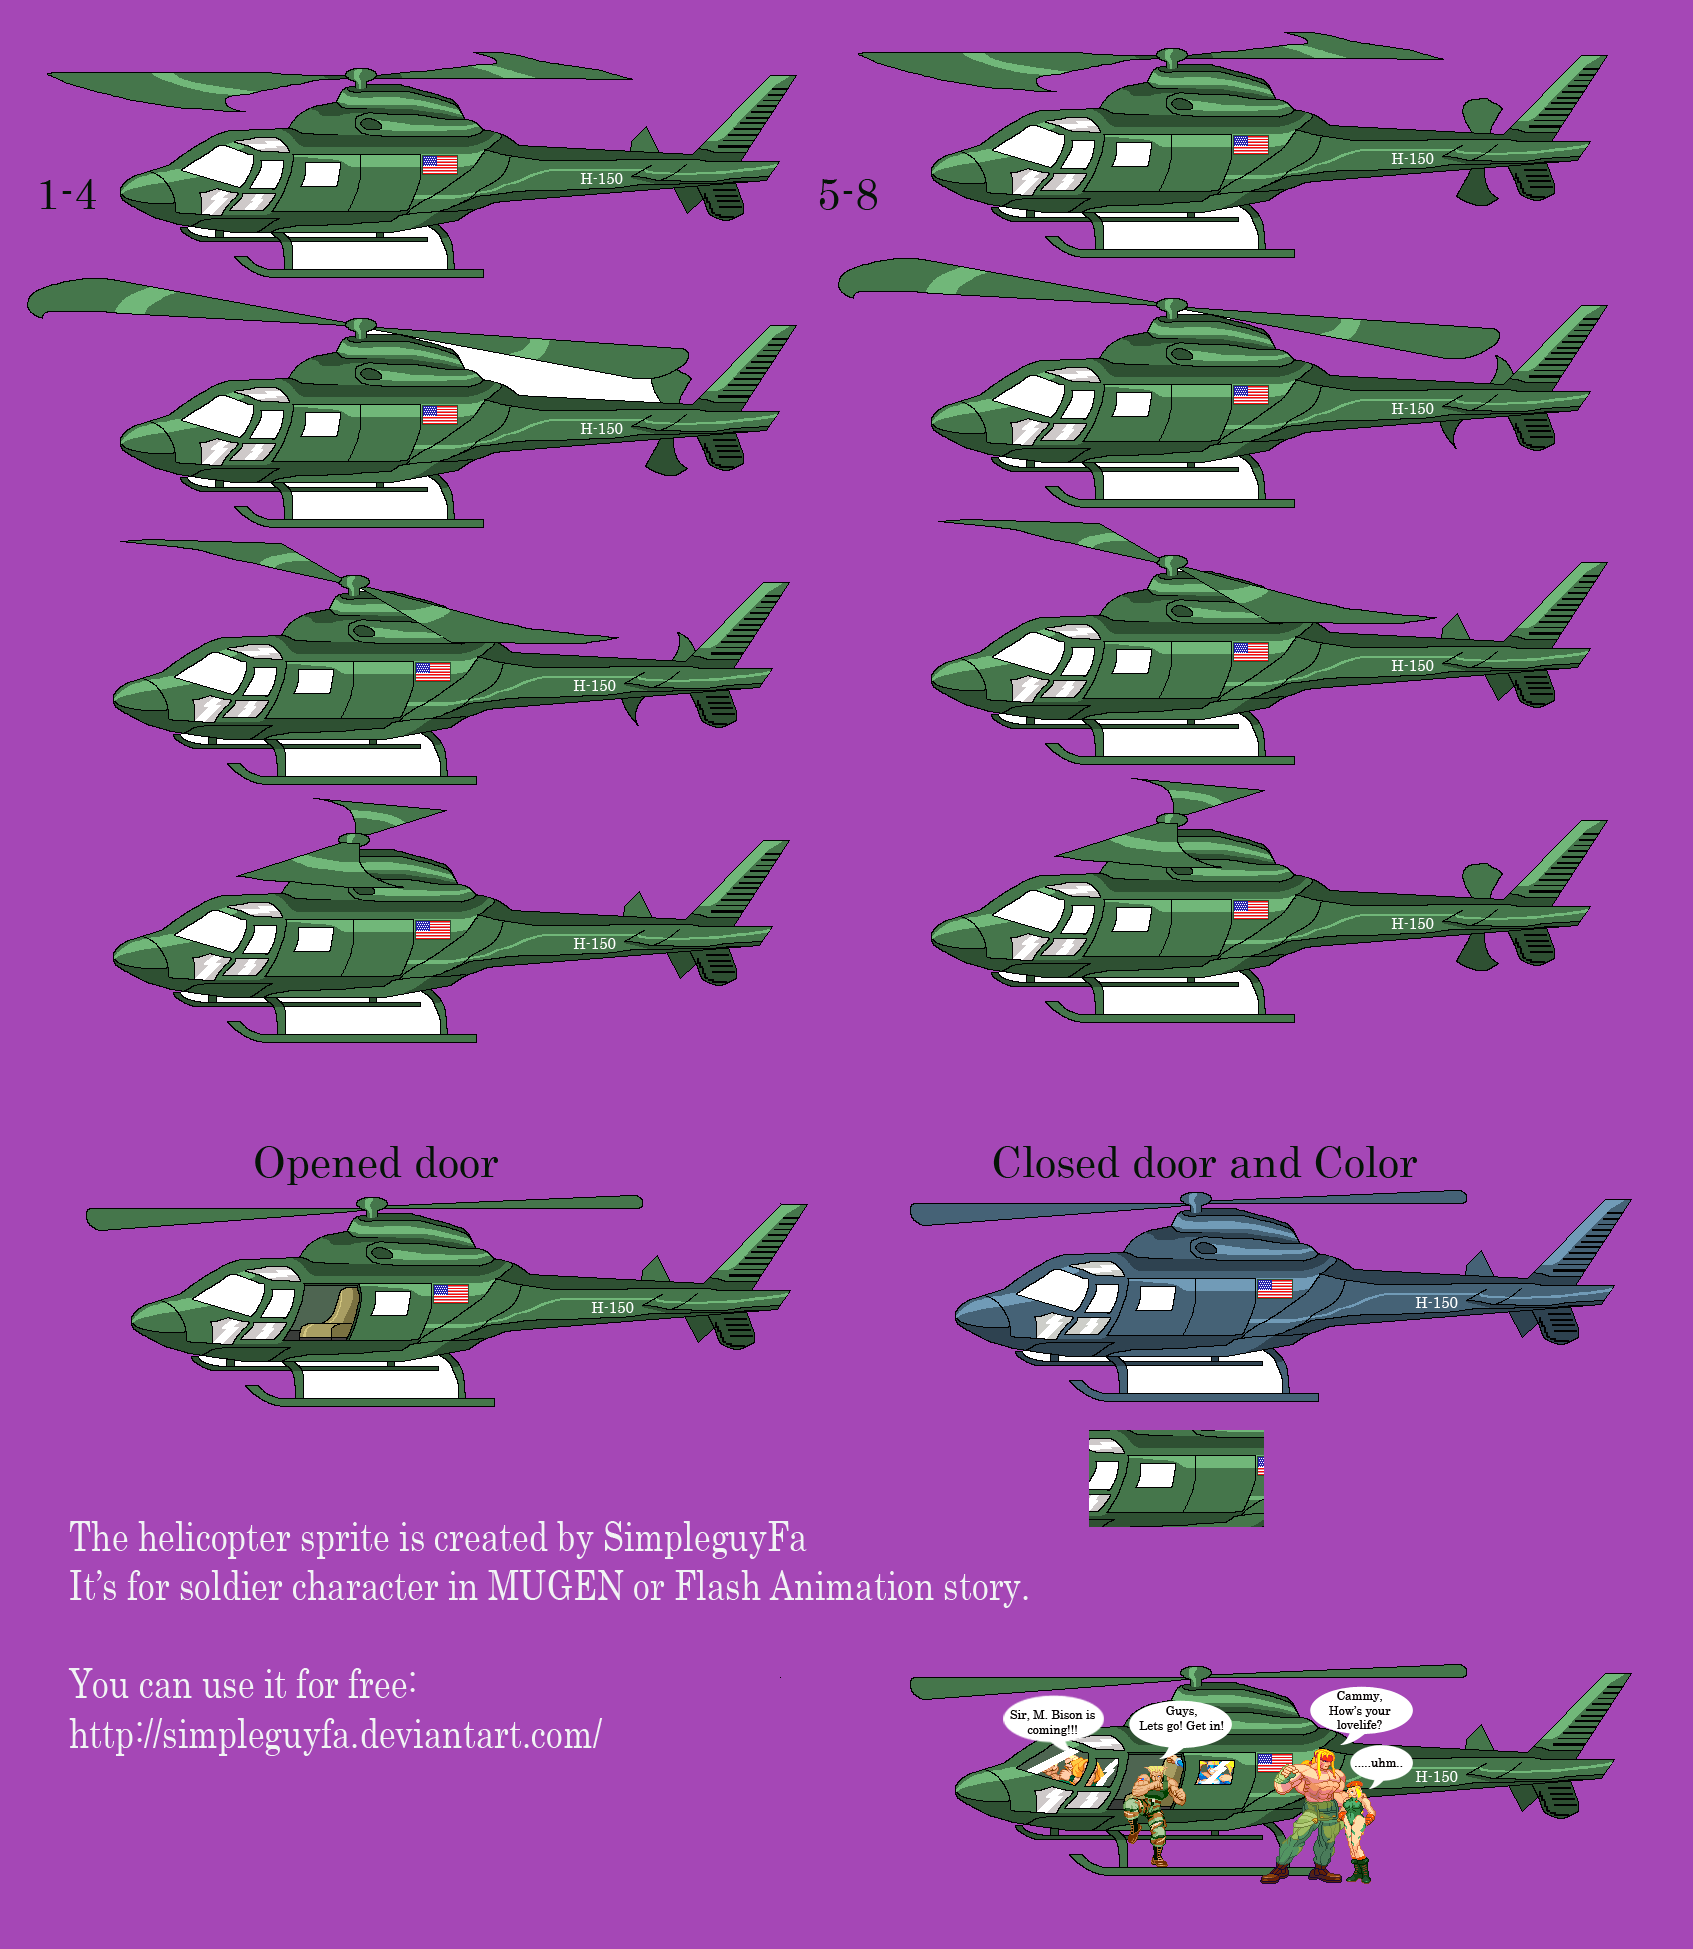 1-4
5-8
H-150
H-150
H-150
H-150
H-150
H-150
H-150
H-150
Opened door
Closed door and Color
H-150
H-150
The helicopter sprite is created by SimpleguyFa
It's for soldier character in MUGEN or Flash Animation story.
You can use it for free:
http://simpleguyfa.deviantart.com/
Sir, M. Bison is
coming!!!
Guys,
Lets go! Get in!
Cammy,
How's your
lovelife?
.....uhm..
H-150